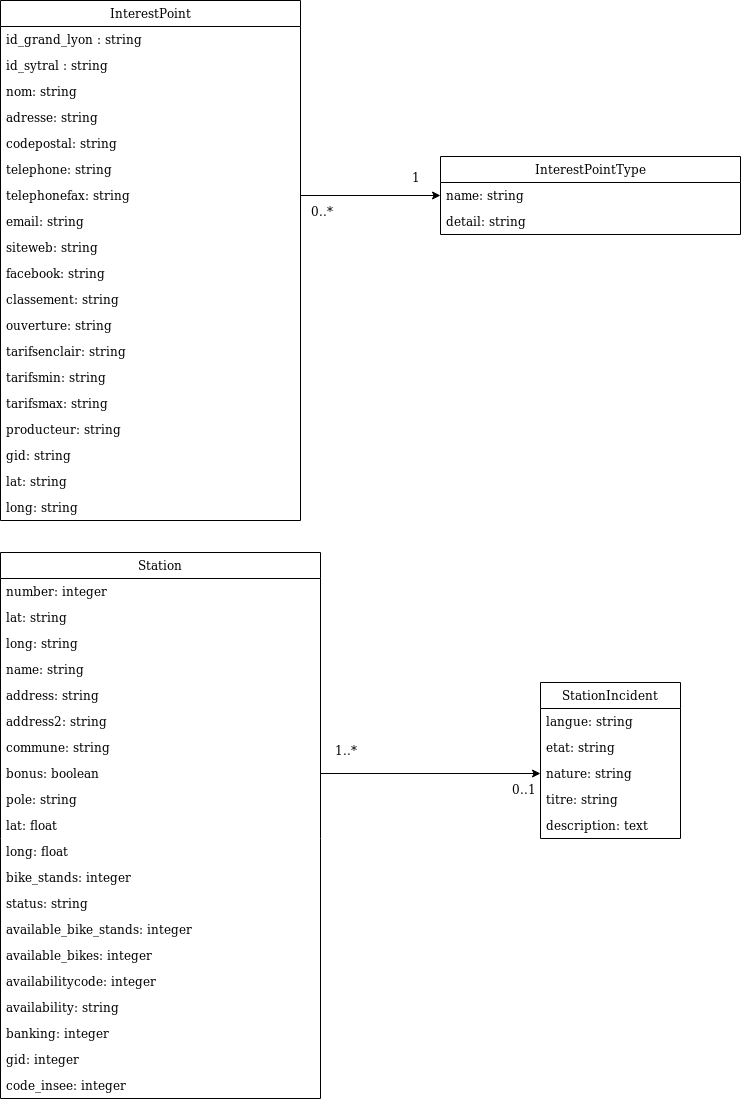 InterestPoint
id_grand_lyon : string
id_sytral : string
nom: string
adresse: string
codepostal: string
telephone: string
telephonefax: string
email: string
siteweb: string
facebook: string
classement: string
ouverture: string
tarifsenclair: string
tarifsmin: string
tarifsmax: string
producteur: string
gid: string
lat: string
long: string
1
0..*
InterestPointType
name: string
detail: string
Station
number: integer
lat: string
long: string
name: string
address: string
address2: string
commune: string
bonus: boolean
pole: string
lat: float
long: float
bike_stands: integer
status: string
available_bike_stands: integer
available_bikes: integer
availabilitycode: integer
availability: string
banking: integer
gid: integer
code_insee: integer
1..*
0..1
StationIncident
langue: string
etat: string
nature: string
titre: string
description: text